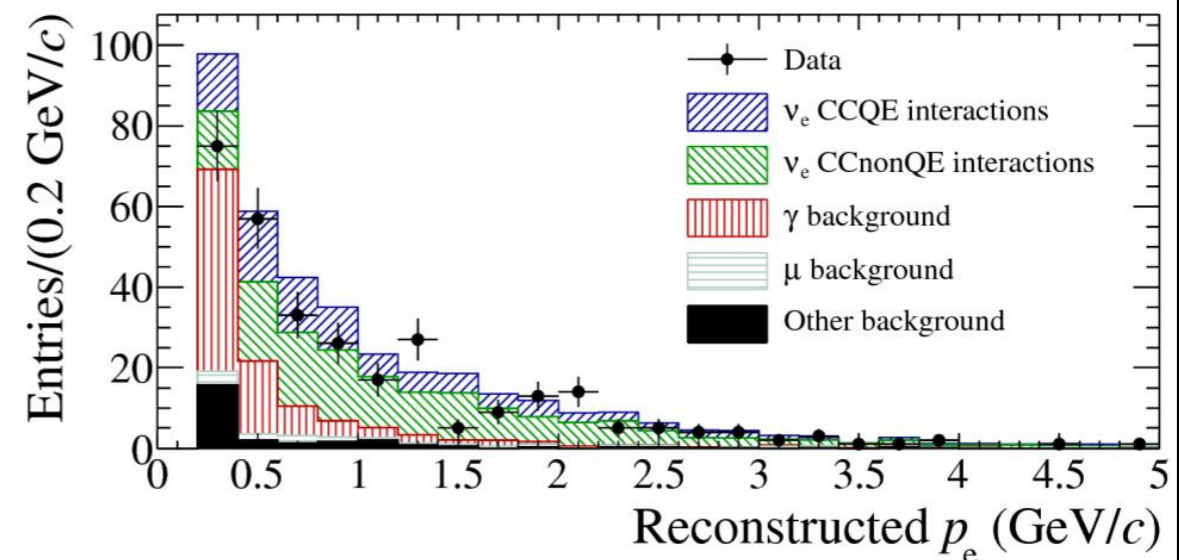 Entries/(0.2 GeV/c)
100
80
60
40
20
0
0 0.5 1 1.5 2 2.5 3 3.5 4 4.5 5
Reconstructed pₑ (GeV/c)
Data
νₑ CCQE interactions
νₑ CCnonQE interactions
γ background
μ background
Other background